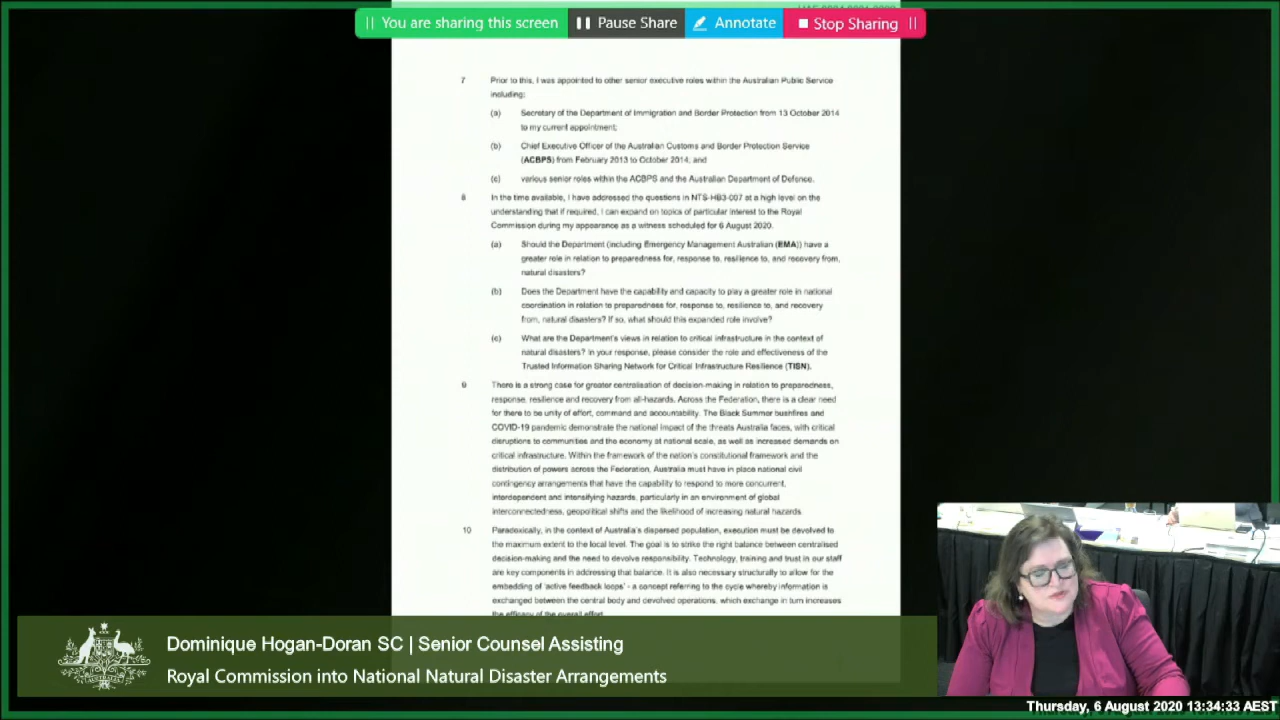 You are sharing this screen
Pause Share
Annotate
Stop Sharing
7 Prior to this, I was appointed to other senior executive roles within the Australian Public Service
including;
(a) Secretary of the Department of Immigration and Border Protection from 13 October 2014
to my current appointment;
(b) Chief Executive Officer of the Australian Customs and Border Protection Service
(ACBPS) from February 2013 to October 2014; and
(c) various senior roles within the ACBPS and the Australian Department of Defence.
8 In the time available, I have addressed the questions in NTS-HB3-007 at a high level on the
understanding that if required, I can expand on topics of particular interest to the Royal
Commission during my appearance as a witness scheduled for 6 August 2020.
(a) Should the Department (including Emergency Management Australian (EMA)) have a
greater role in relation to preparedness for, response to, resilience to, and recovery from,
natural disasters?
(b) Does the Department have the capability and capacity to play a greater role in national
coordination in relation to preparedness for, response to, resilience to, and recovery
from, natural disasters? If so, what should this expanded role involve?
(c) What are the Department's views in relation to critical infrastructure in the context of
natural disasters? In your response, please consider the role and effectiveness of the
Trusted Information Sharing Network for Critical Infrastructure Resilience (TISN).
9 There is a strong case for greater centralisation of decision-making in relation to preparedness,
response, resilience and recovery from all-hazards. Across the Federation, there is a clear need
for there to be unity of effort, command and accountability. The Black Summer bushfires and
COVID-19 pandemic demonstrate the national impact of the threats Australia faces, with critical
disruptions to communities and the economy at national scale, as well as increased demands on
critical infrastructure. Within the framework of the nation's constitutional framework and the
distribution of powers across the Federation, Australia must have in place national civil
contingency arrangements that have the capability to respond to more concurrent,
interdependent and intensifying hazards, particularly in an environment of global
interconnectedness, geopolitical shifts and the likelihood of increasing natural hazards
10 Paradoxically, in the context of Australia's dispersed population, execution must be devolved to
the maximum extent to the local level. The goal is to strike the right balance between centralised
decision-making and the need to devolve responsibility. Technology, training and trust in our staff
are key components in addressing that balance. It is also necessary structurally to allow for the
embedding of 'active feedback loops' - a concept referring to the cycle whereby information is
exchanged between the central body and devolved operations, which exchange in turn increases
the efficacy of the overall effort.
Dominique Hogan-Doran SC | Senior Counsel Assisting
Royal Commission into National Natural Disaster Arrangements
Thursday, 6 August 2020 13:34:33 AEST